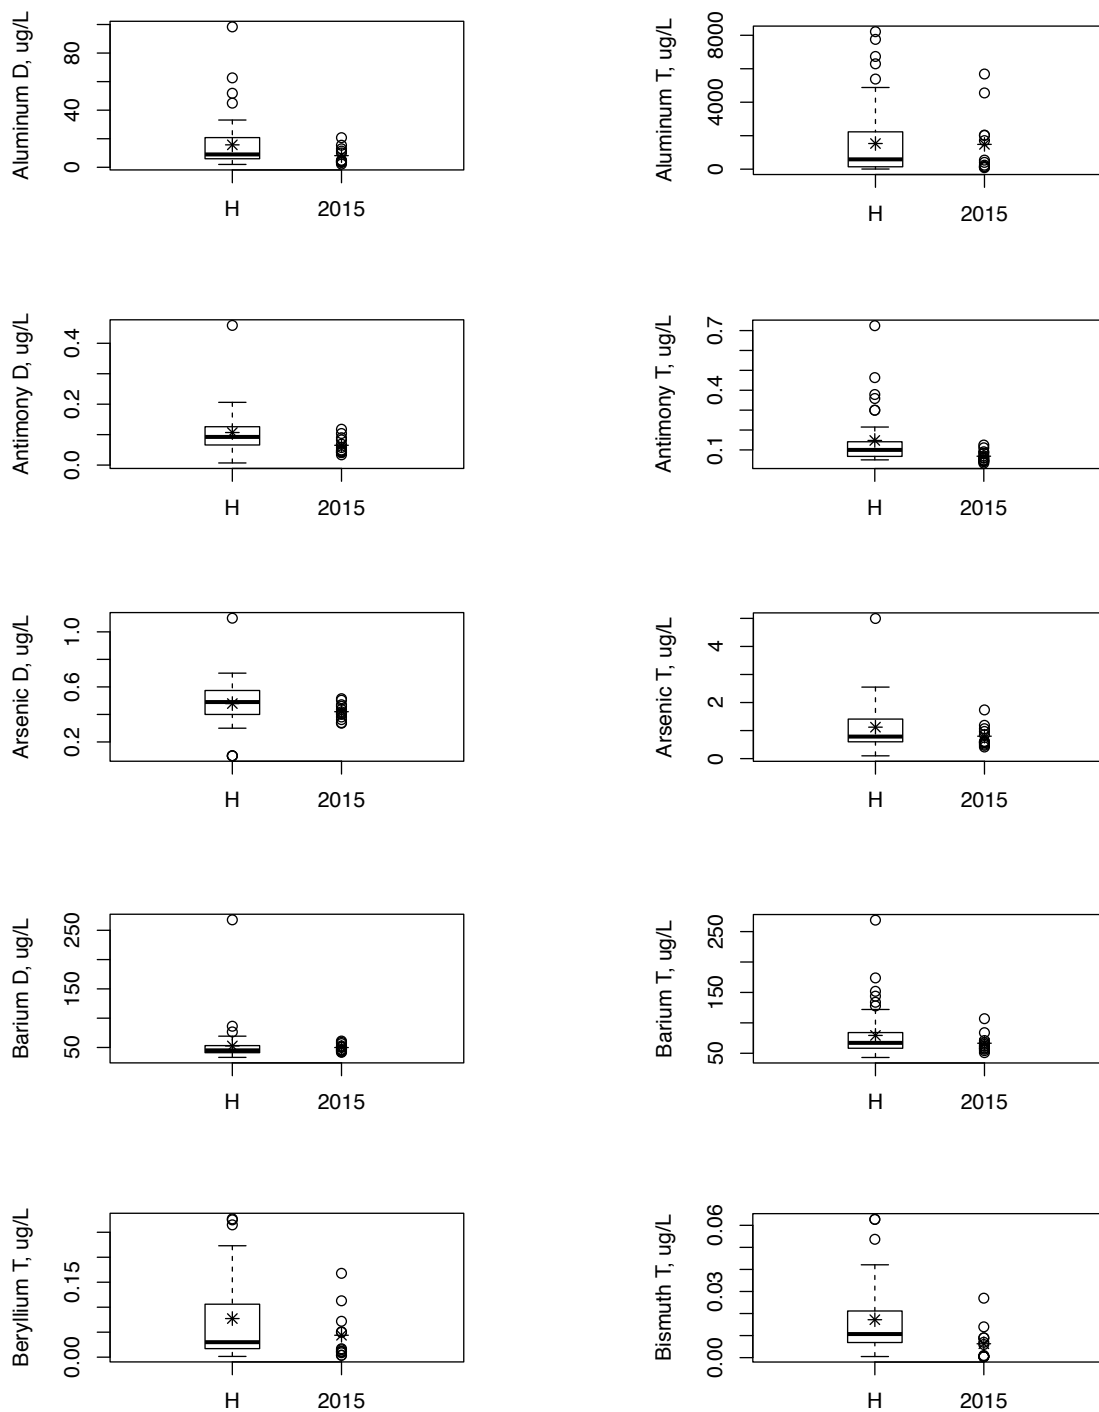 Aluminum D, ug/L
0 40 80
H 2015
Aluminum T, ug/L
0 4000 8000
H 2015
Antimony D, ug/L
0.0 0.2 0.4
H 2015
Antimony T, ug/L
0.1 0.4 0.7
H 2015
Arsenic D, ug/L
0.2 0.6 1.0
H 2015
Arsenic T, ug/L
0 2 4
H 2015
Barium D, ug/L
50 150 250
H 2015
Barium T, ug/L
50 150 250
H 2015
Beryllium T, ug/L
0.00 0.15
H 2015
Bismuth T, ug/L
0.00 0.03 0.06
H 2015